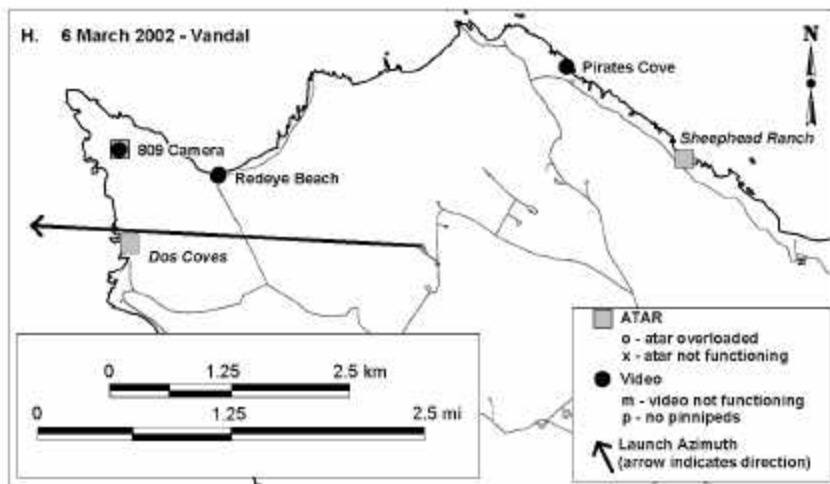 H. 6 March 2002 - Vandal
N
Pirates Cove
Sheephead Ranch
809 Camera
Redeye Beach
Dos Coves
ATAR
o - atar overloaded
x - atar not functioning
Video
m - video not functioning
p - no pinnipeds
Launch Azimuth
(arrow indicates direction)
0 1.25 2.5 km
0 1.25 2.5 mi